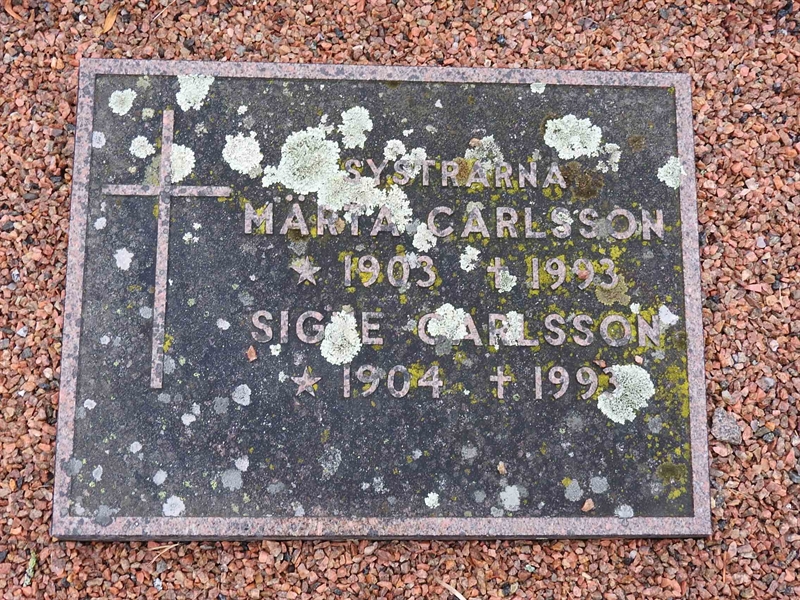 SYSTRARNA
MÄRTA CARLSSON
★ 1903 ✝ 1993
CARLSSON
★ 1904 ✝